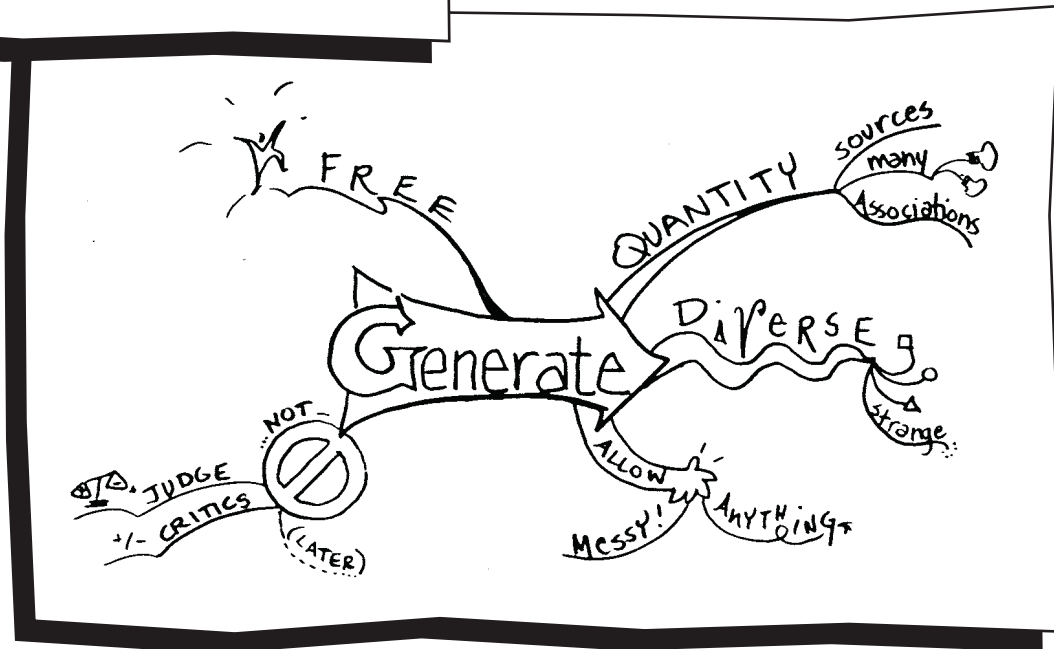 FREE
QUANTITY
sources
many
Associations
Generate
DiVeRSE
strange
...NOT...
JUDGE
+/- CRITICS
(LATER)
ALLOW
MESSY!
ANYTHiNG*